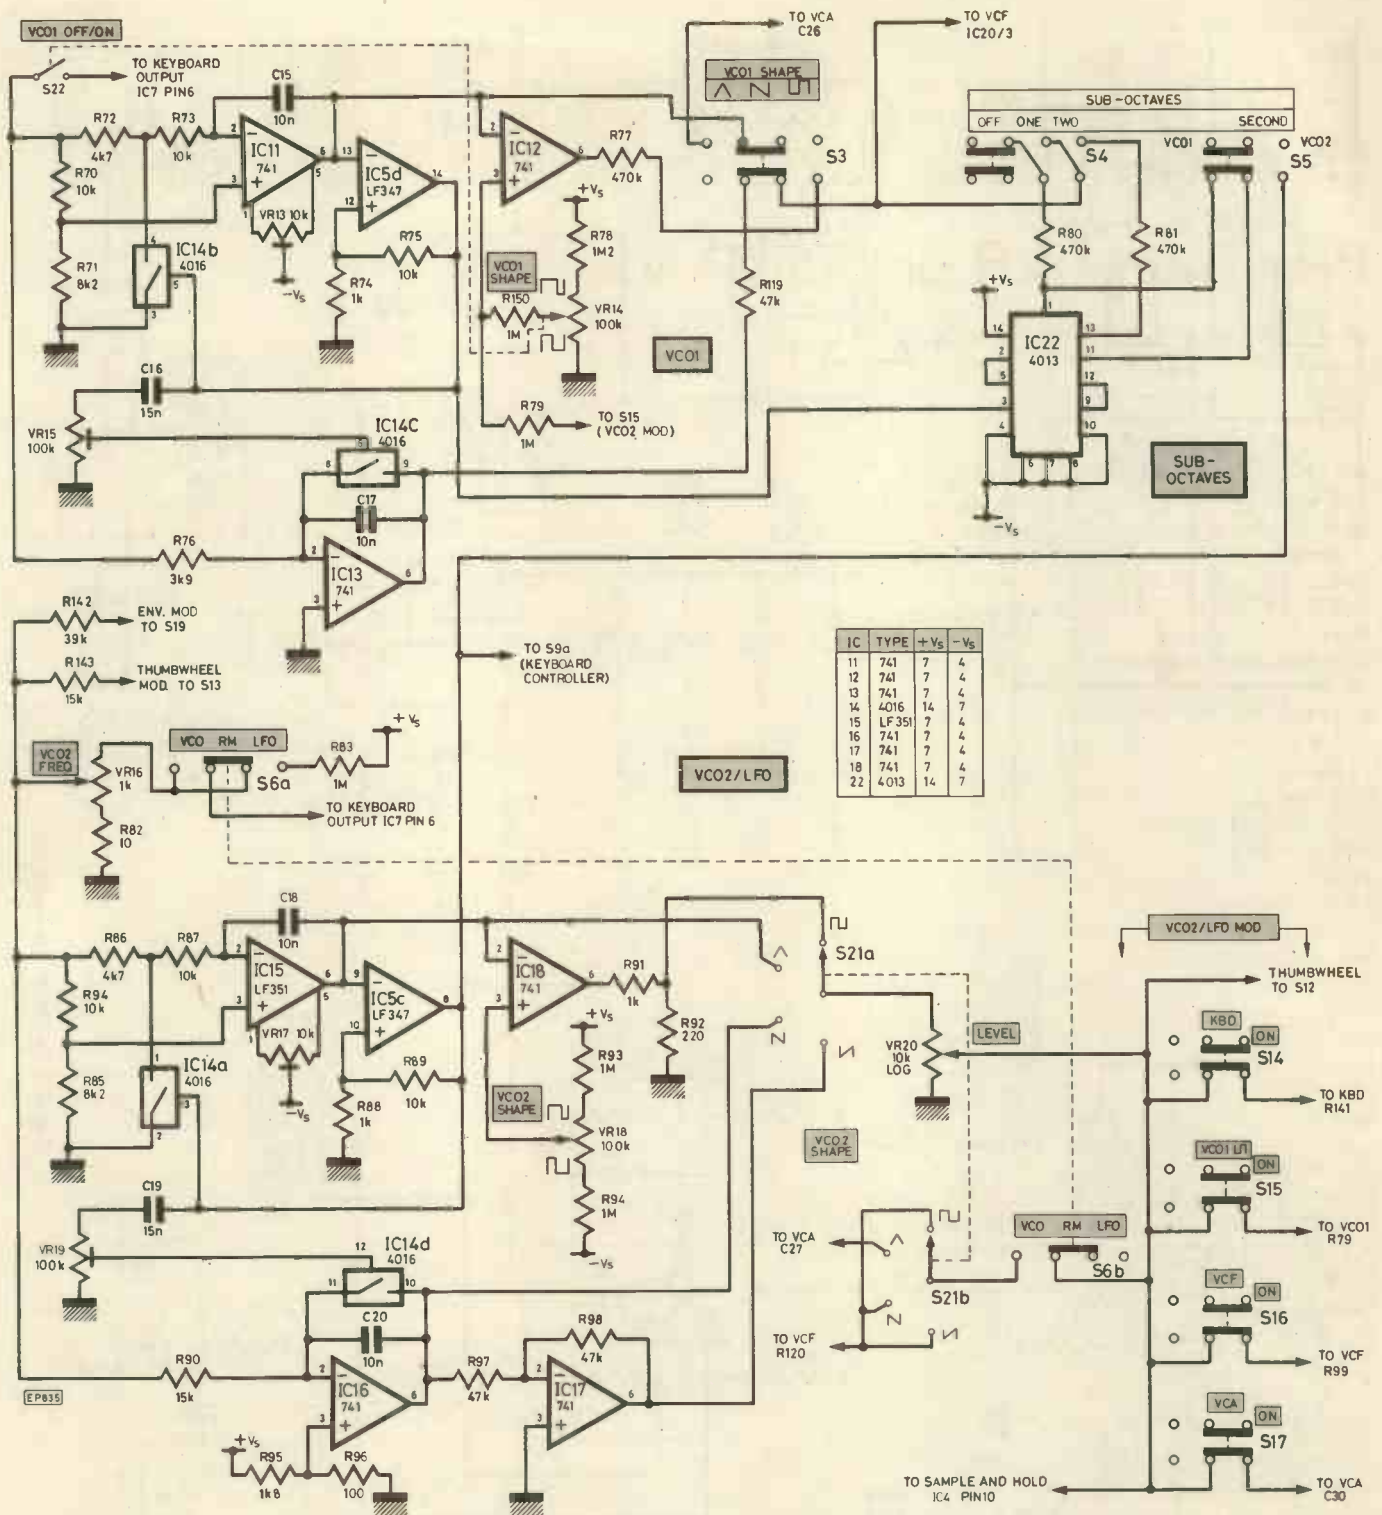 VCO1 OFF/ON
S22
TO KEYBOARD
OUTPUT
IC7 PIN6
TO VCA
C26
TO VCF
IC20/3
VCO1 SHAPE
SUB-OCTAVES
OFF ONE TWO SECOND
VCO1
VCO2
S3
S4
S5
R72
4k7
R73
10k
C15
10n
R70
10k
R71
8k2
IC11
741
VR13 10k
-Vs
IC5d
LF347
R75
10k
R74
1k
IC14b
4016
IC12
741
R77
470k
+Vs
R78
1M2
VCO1
SHAPE
R150
1M
VR14
100k
R119
47k
VCO1
R79
1M
TO S15
(VCO2 MOD)
R80
470k
R81
470k
+Vs
IC22
4013
1
14
2
5
3
4
13
11
12
9
10
6 7 8
-Vs
SUB-
OCTAVES
C16
15n
VR15
100k
IC14C
4016
C17
10n
R76
3k9
IC13
741
R142
39k
ENV. MOD
TO S19
R143
15k
THUMBWHEEL
MOD. TO S13
TO S9a
(KEYBOARD
CONTROLLER)
IC TYPE +Vs -Vs
11 741 7 4
12 741 7 4
13 741 7 4
14 4016 14 7
15 LF351 7 4
16 741 7 4
17 741 7 4
18 741 7 4
22 4013 14 7
VCO2
FREQ
VR16
1k
R82
10
VCO RM LFO
S6a
R83
1M
+Vs
TO KEYBOARD
OUTPUT IC7 PIN 6
VCO2/LFO
C18
10n
R86
4k7
R87
10k
R94
10k
R85
8k2
IC15
LF351
VR17 10k
-Vs
IC5c
LF347
R89
10k
R88
1k
IC14a
4016
IC18
741
R91
1k
R92
220
+Vs
R93
1M
VCO2
SHAPE
VR18
100k
R94
1M
-Vs
S21a
VR20
10k
LOG
LEVEL
VCO2
SHAPE
VCO2/LFO MOD
THUMBWHEEL
TO S12
KBD
ON
S14
TO KBD
R141
VCO1
ON
S15
TO VCO1
R79
VCF
ON
S16
TO VCF
R99
VCA
ON
S17
TO VCA
C30
TO VCA
C27
TO VCF
R120
S21b
VCO RM LFO
S6b
C19
15n
VR19
100k
IC14d
4016
C20
10n
R90
15k
IC16
741
+Vs
R95
1k8
R96
100
R97
47k
R98
47k
IC17
741
EP835
TO SAMPLE AND HOLD
IC4 PIN10